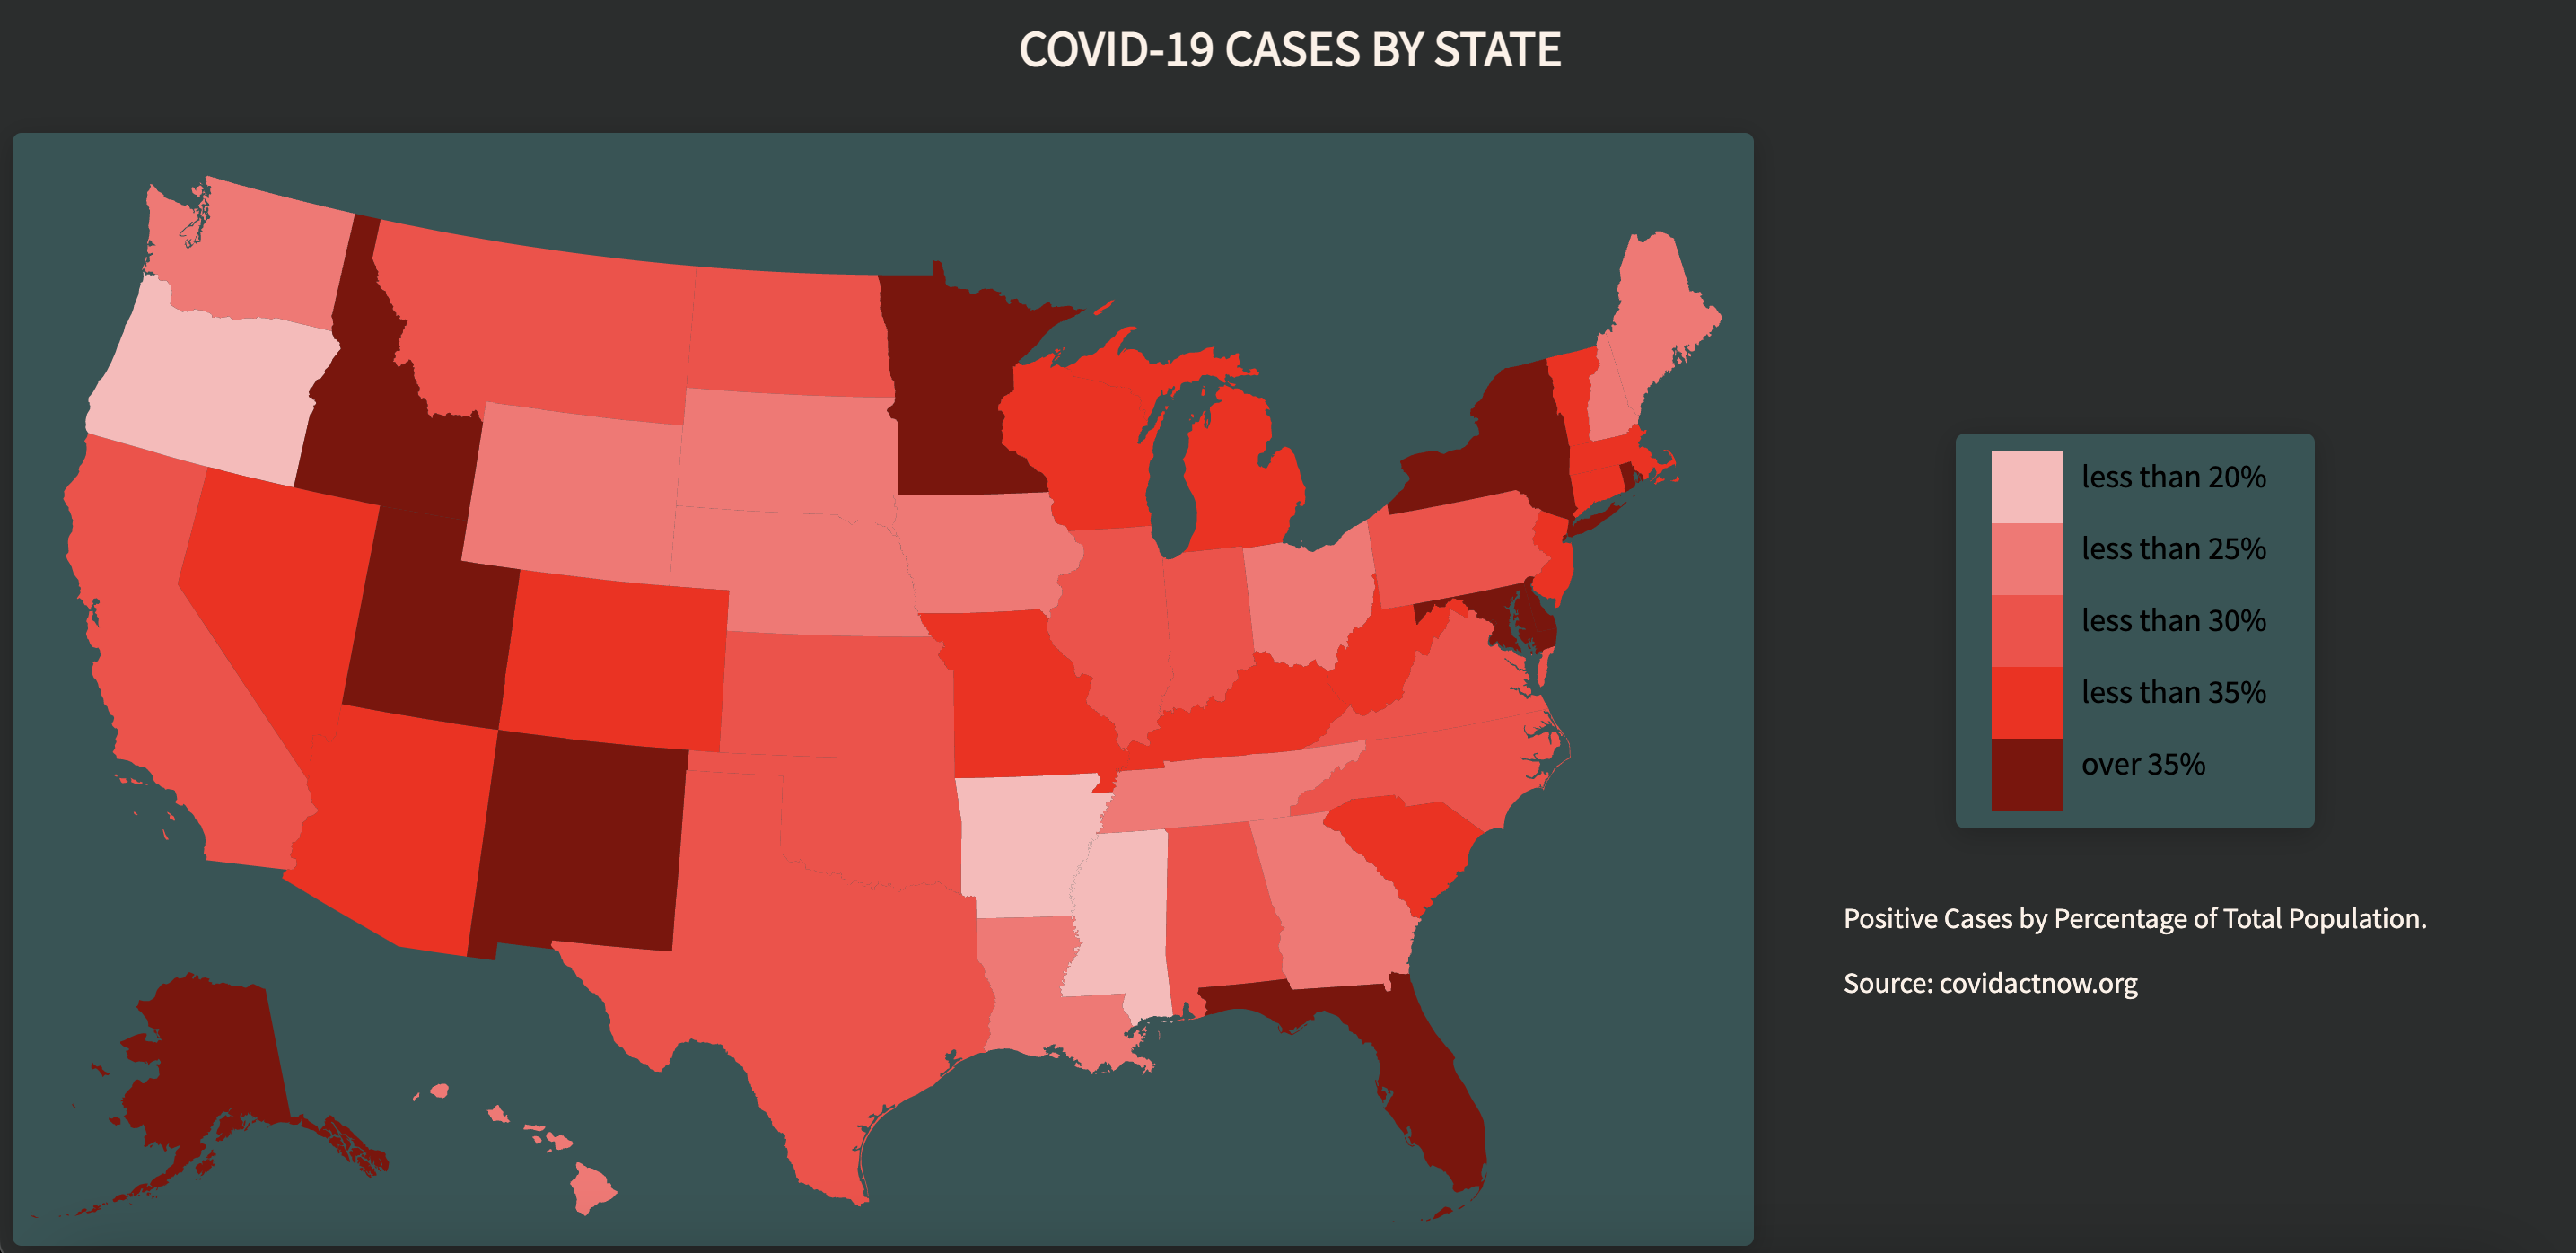 COVID-19 CASES BY STATE
less than 20%
less than 25%
less than 30%
less than 35%
over 35%
Positive Cases by Percentage of Total Population.
Source: covidactnow.org